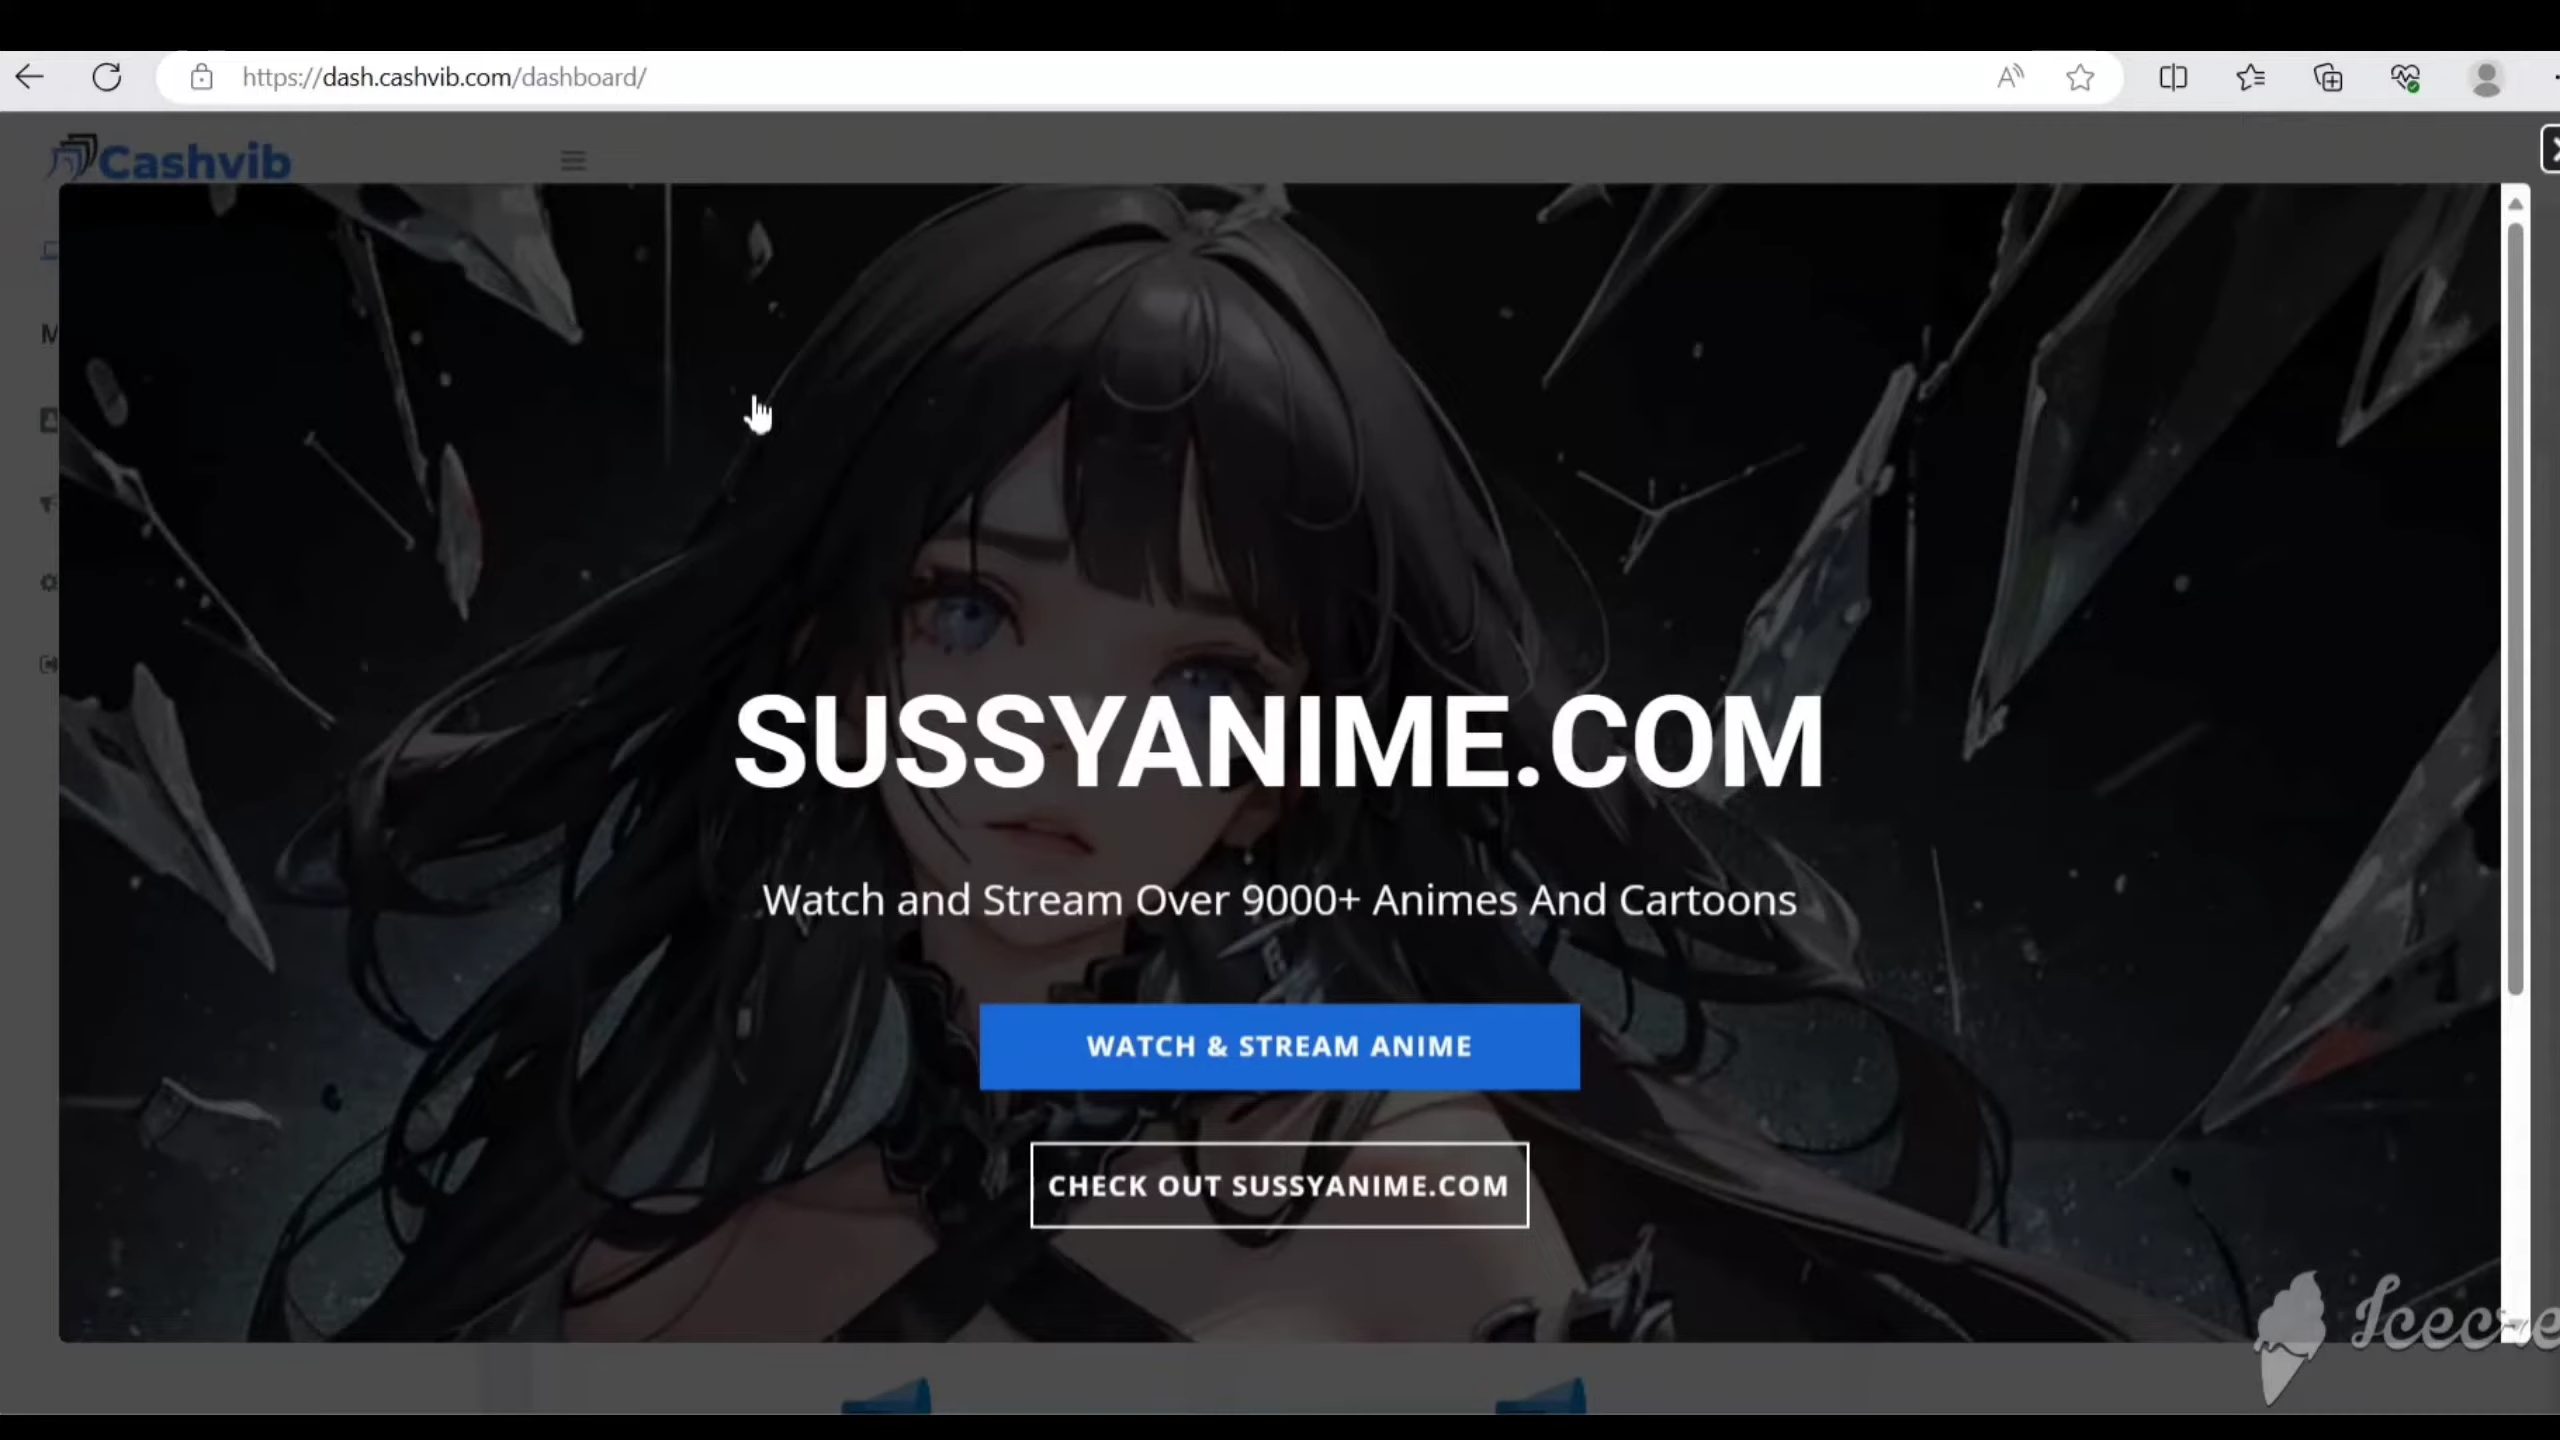 https://dash.cashvib.com/dashboard/
Cashvib
SUSSYANIME.COM
Watch and Stream Over 9000+ Animes And Cartoons
WATCH & STREAM ANIME
CHECK OUT SUSSYANIME.COM